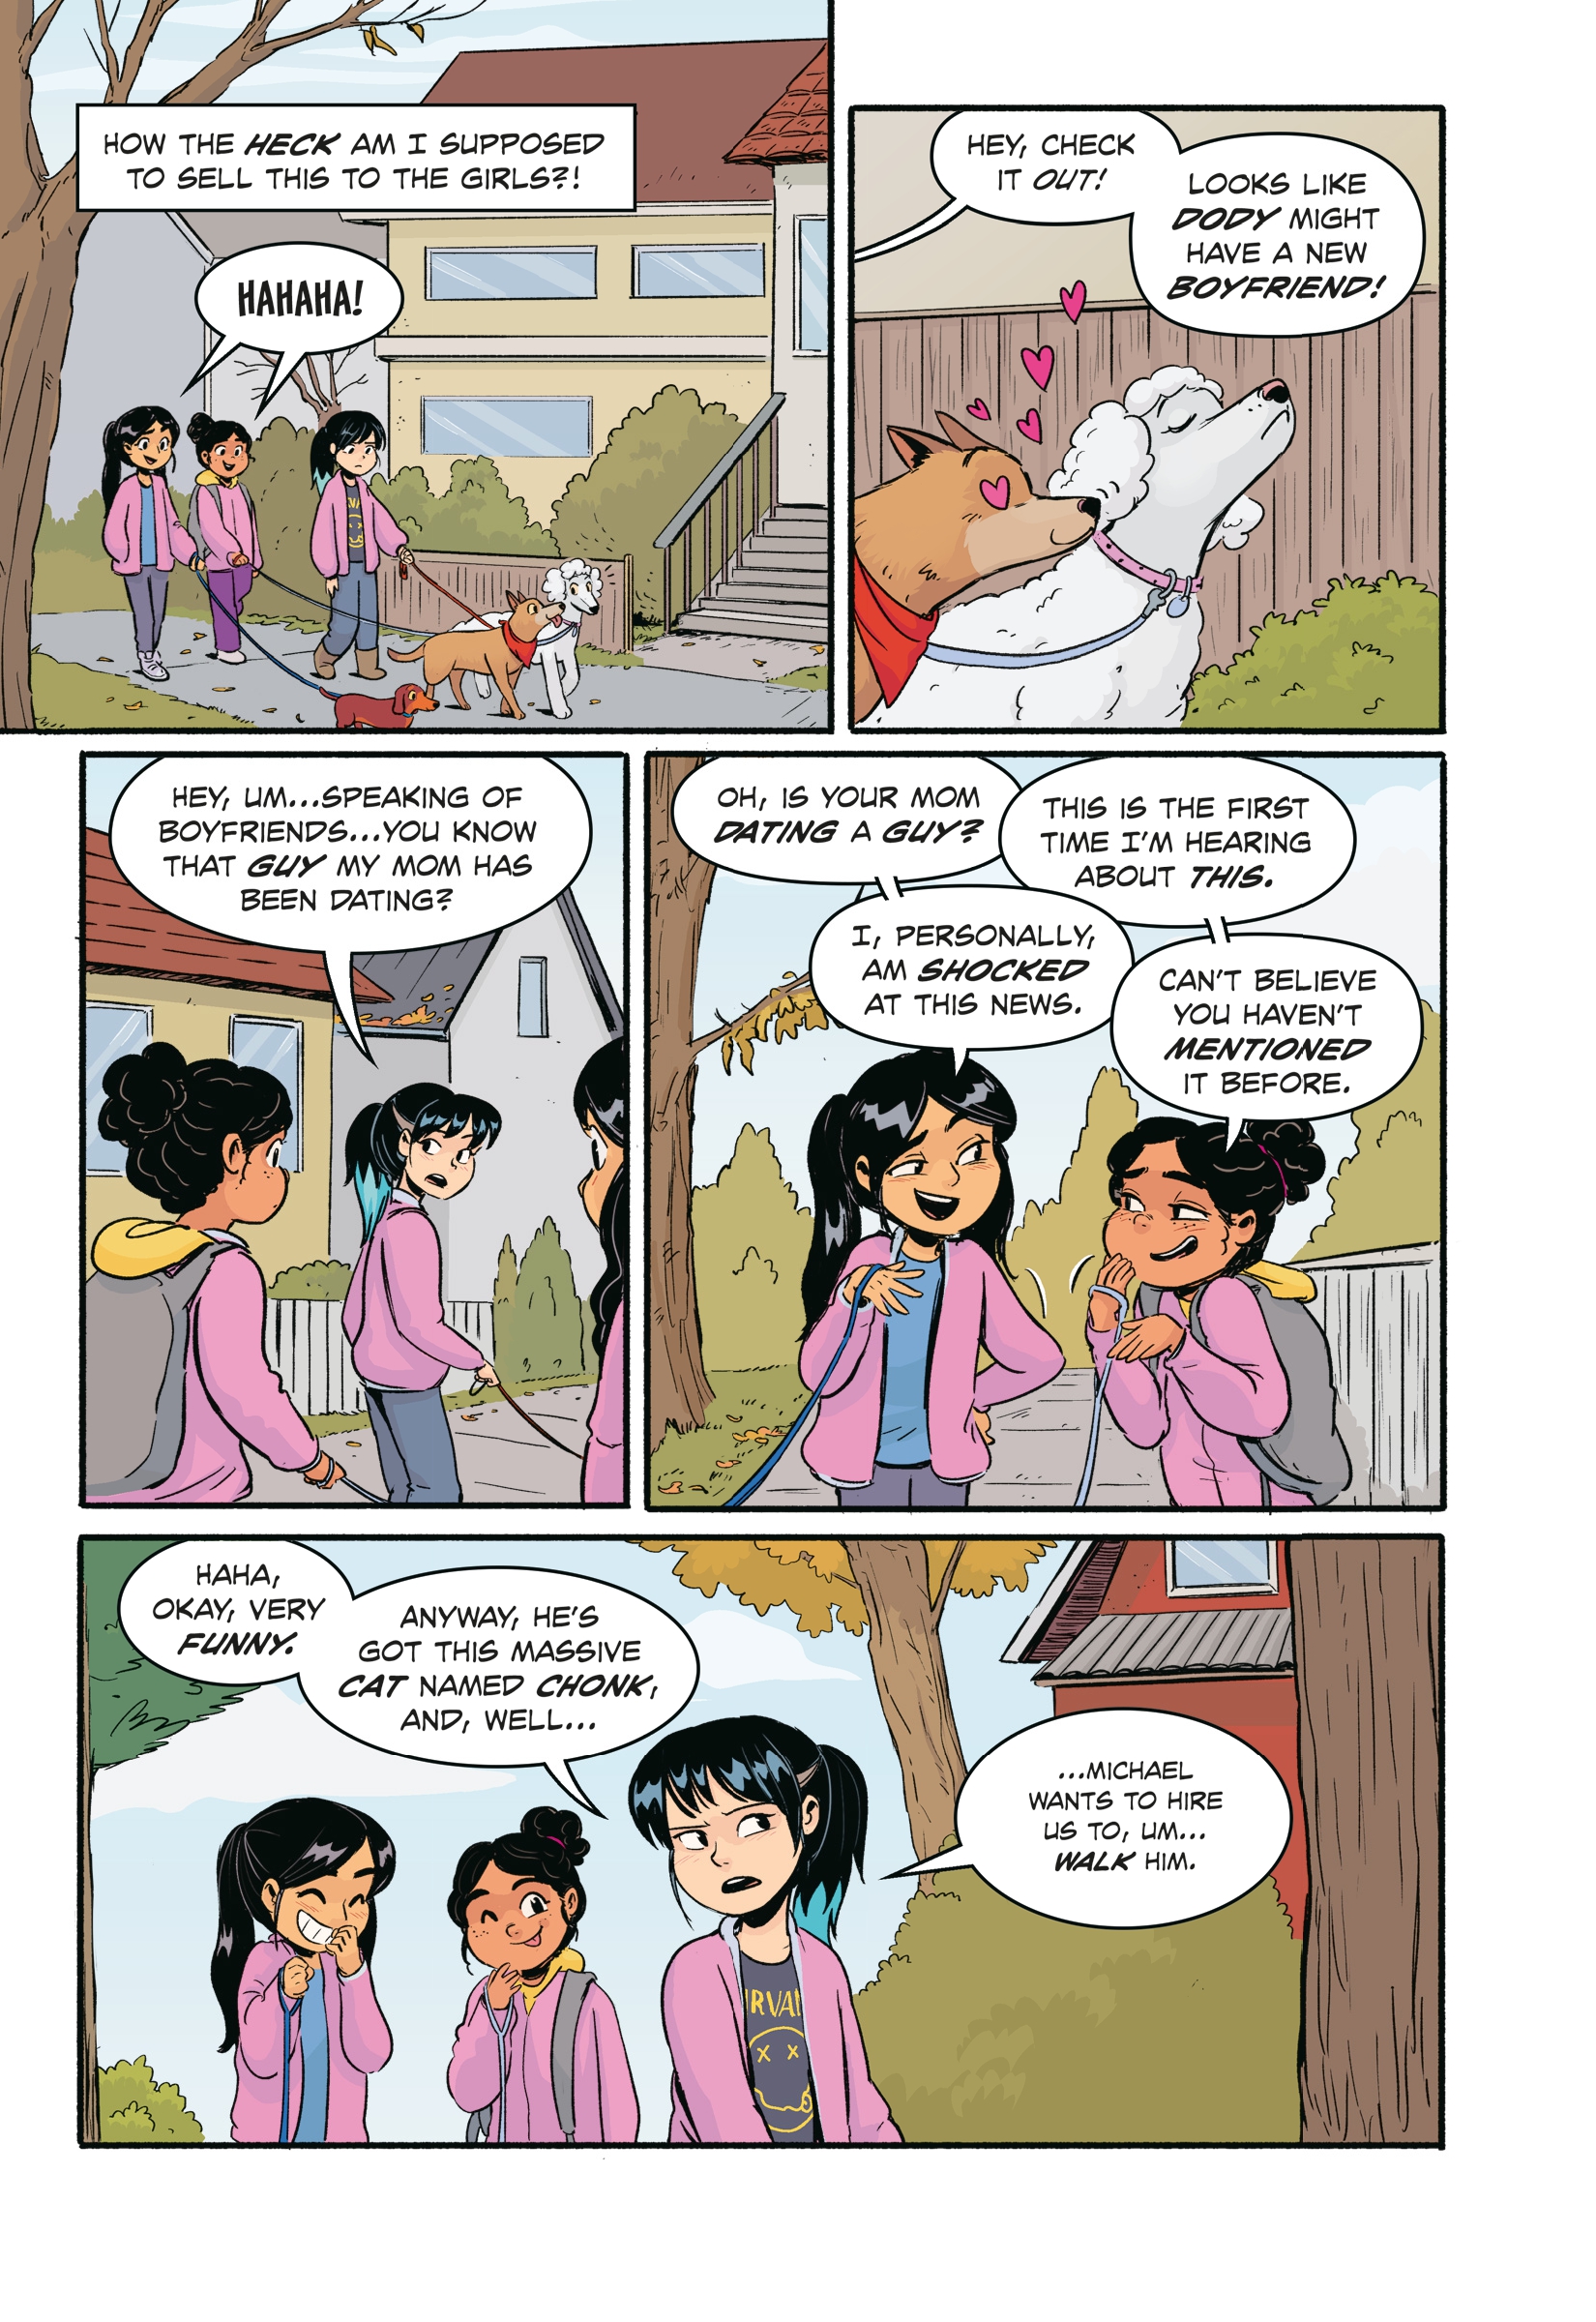 HOW THE HECK AM I SUPPOSED
TO SELL THIS TO THE GIRLS?!
HAHAHA!
HEY, CHECK
IT OUT!
LOOKS LIKE
DODY MIGHT
HAVE A NEW
BOYFRIEND!
HEY, UM...SPEAKING OF
BOYFRIENDS...YOU KNOW
THAT GUY MY MOM HAS
BEEN DATING?
OH, IS YOUR MOM
DATING A GUY?
THIS IS THE FIRST
TIME I'M HEARING
ABOUT THIS.
I, PERSONALLY,
AM SHOCKED
AT THIS NEWS.
CAN'T BELIEVE
YOU HAVEN'T
MENTIONED
IT BEFORE.
HAHA,
OKAY, VERY
FUNNY.
ANYWAY, HE'S
GOT THIS MASSIVE
CAT NAMED CHONK,
AND, WELL...
...MICHAEL
WANTS TO HIRE
US TO, UM...
WALK HIM.
RVAN